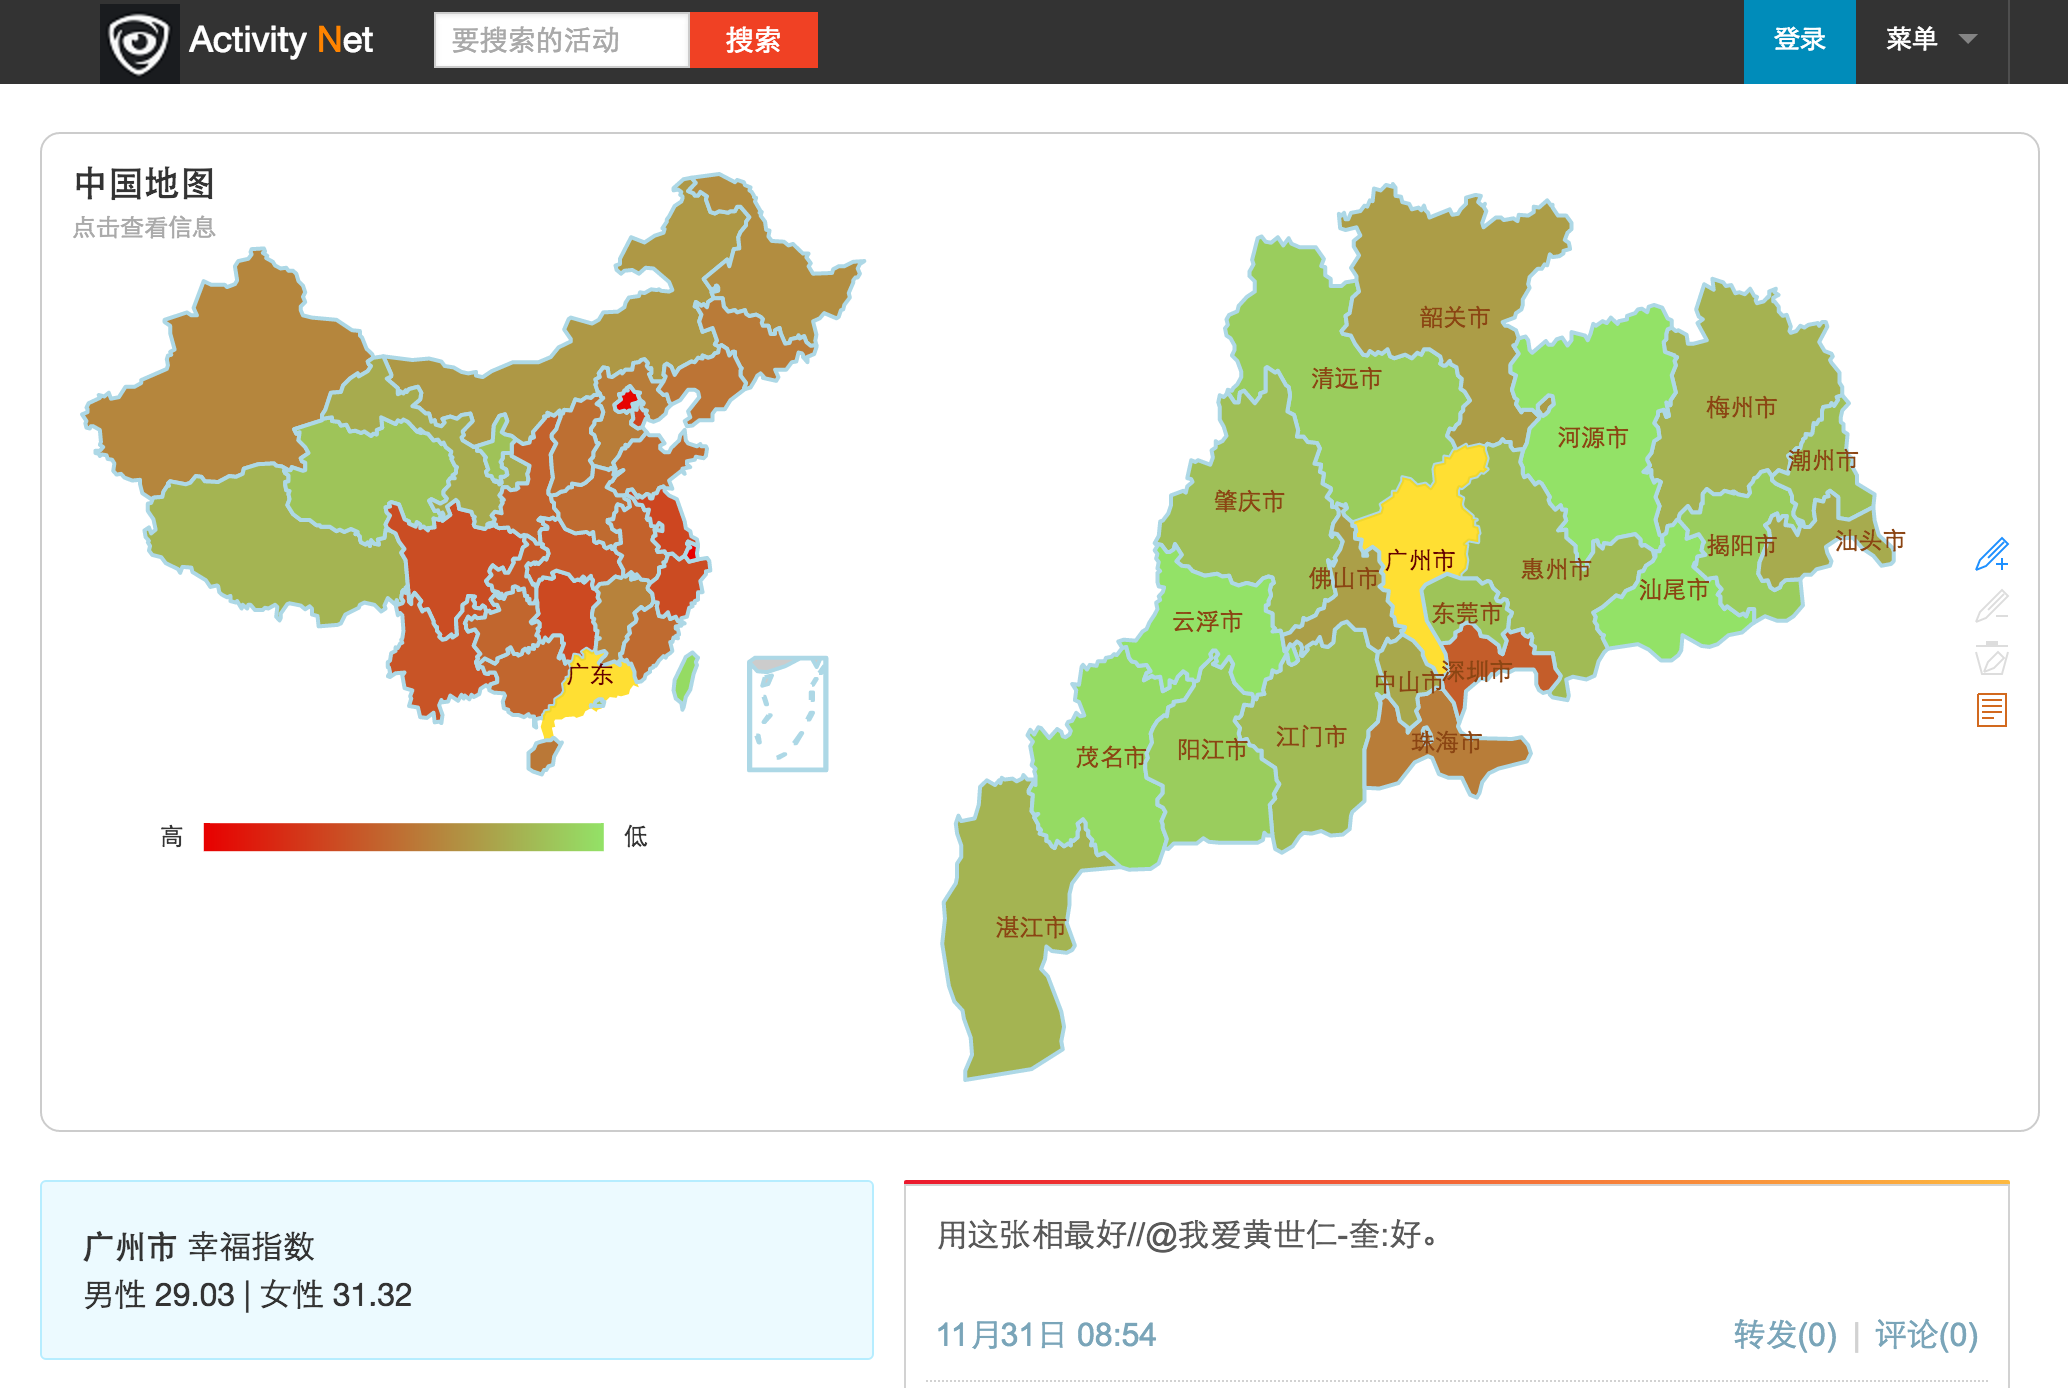 Activity Net
要搜索的活动
搜索
登录
菜单
中国地图
点击查看信息
广东
高
低
韶关市
清远市
河源市
梅州市
潮州市
肇庆市
汕头市
揭阳市
广州市
惠州市
佛山市
汕尾市
东莞市
云浮市
深圳市
中山市
江门市
珠海市
阳江市
茂名市
湛江市
广州市 幸福指数
男性 29.03 | 女性 31.32
用这张相最好//@我爱黄世仁-奎:好。
11月31日 08:54
转发(0) | 评论(0)